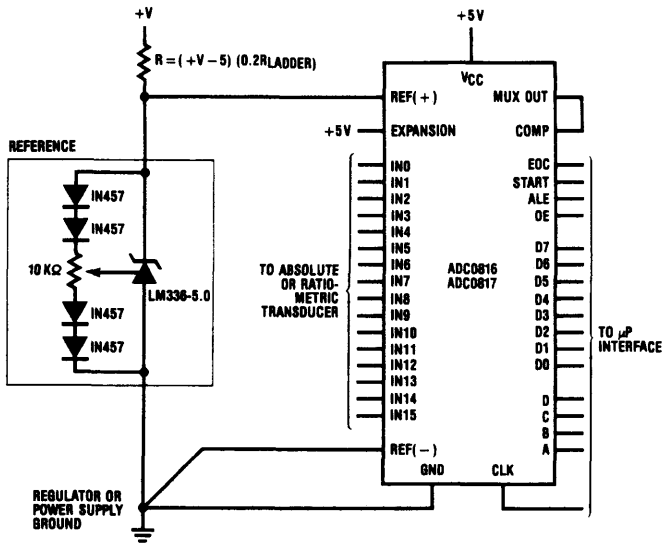 +V
R = (+V − 5) (0.2RLADDER)
REFERENCE
IN457
IN457
10 KΩ
LM336-5.0
IN457
IN457
REGULATOR OR
POWER SUPPLY
GROUND
+5V
VCC
REF(+)
MUX OUT
+5V
EXPANSION
COMP
IN0
IN1
IN2
IN3
IN4
IN5
IN6
IN7
IN8
IN9
IN10
IN11
IN12
IN13
IN14
IN15
TO ABSOLUTE
OR RATIO-
METRIC
TRANSDUCER
ADC0816
ADC0817
EOC
START
ALE
OE
D7
D6
D5
D4
D3
D2
D1
D0
D
C
B
A
TO μP
INTERFACE
REF(−)
GND
CLK